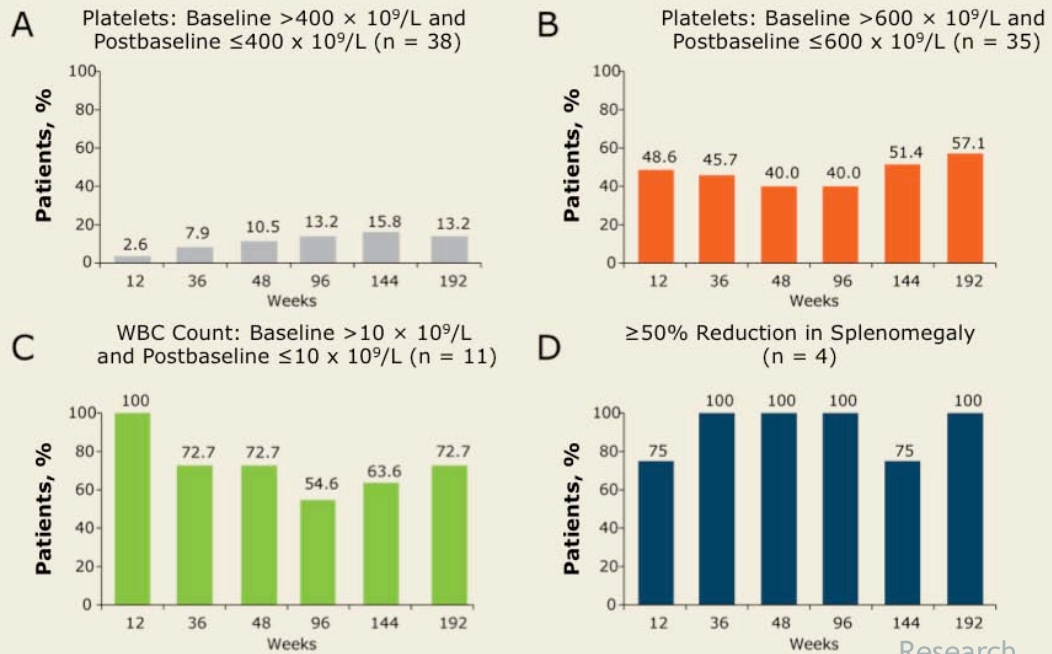 A
Platelets: Baseline >400 × 10⁹/L and
Postbaseline ≤400 x 10⁹/L (n = 38)
Patients, %
100
80
60
40
20
0
2.6
7.9
10.5
13.2
15.8
13.2
12 36 48 96 144 192
Weeks
B
Platelets: Baseline >600 × 10⁹/L and
Postbaseline ≤600 x 10⁹/L (n = 35)
Patients, %
100
80
60
40
20
0
48.6
45.7
40.0
40.0
51.4
57.1
12 36 48 96 144 192
Weeks
C
WBC Count: Baseline >10 × 10⁹/L
and Postbaseline ≤10 x 10⁹/L (n = 11)
Patients, %
100
80
60
40
20
0
100
72.7
72.7
54.6
63.6
72.7
12 36 48 96 144 192
Weeks
D
≥50% Reduction in Splenomegaly
(n = 4)
Patients, %
100
80
60
40
20
0
75
100
100
100
75
100
12 36 48 96 144 192
Weeks
Research